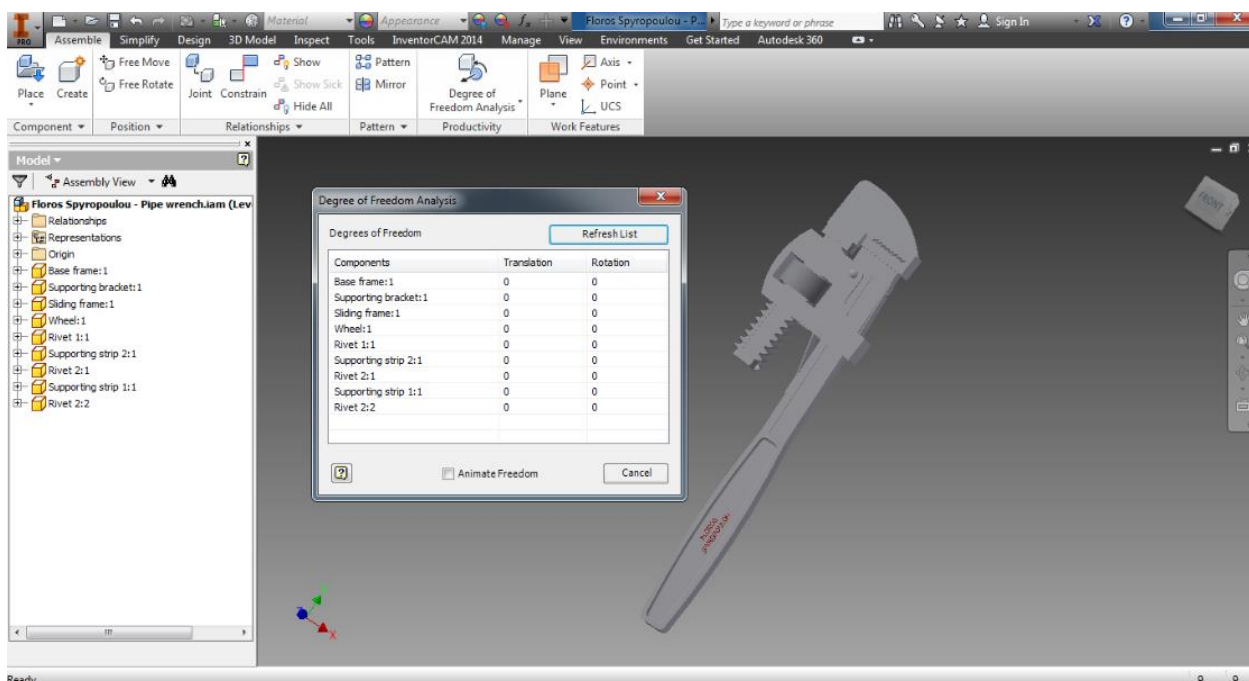 Material
Appearance
Floros Spyropoulou - P...
Type a keyword or phrase
Sign In
PRO
Assemble Simplify Design 3D Model Inspect Tools InventorCAM 2014 Manage View Environments Get Started Autodesk 360
Free Move
Show
Pattern
Axis
Free Rotate
Show Sick
Mirror
Point
Place Create Joint Constrain Degree of Freedom Analysis Plane
Hide All
UCS
Component Position Relationships Pattern Productivity Work Features
Model
Assembly View
Floros Spyropoulou - Pipe wrench.iam (Lev
Relationships
Representations
Origin
Base frame:1
Supporting bracket:1
Sliding frame:1
Wheel:1
Rivet 1:1
Supporting strip 2:1
Rivet 2:1
Supporting strip 1:1
Rivet 2:2
Degree of Freedom Analysis
Degrees of Freedom Refresh List
Components Translation Rotation
Base frame:1 0 0
Supporting bracket:1 0 0
Sliding frame:1 0 0
Wheel:1 0 0
Rivet 1:1 0 0
Supporting strip 2:1 0 0
Rivet 2:1 0 0
Supporting strip 1:1 0 0
Rivet 2:2 0 0
Animate Freedom Cancel
FRONT
FLOROS
SPYROPOULOU
X
Ready 9 9